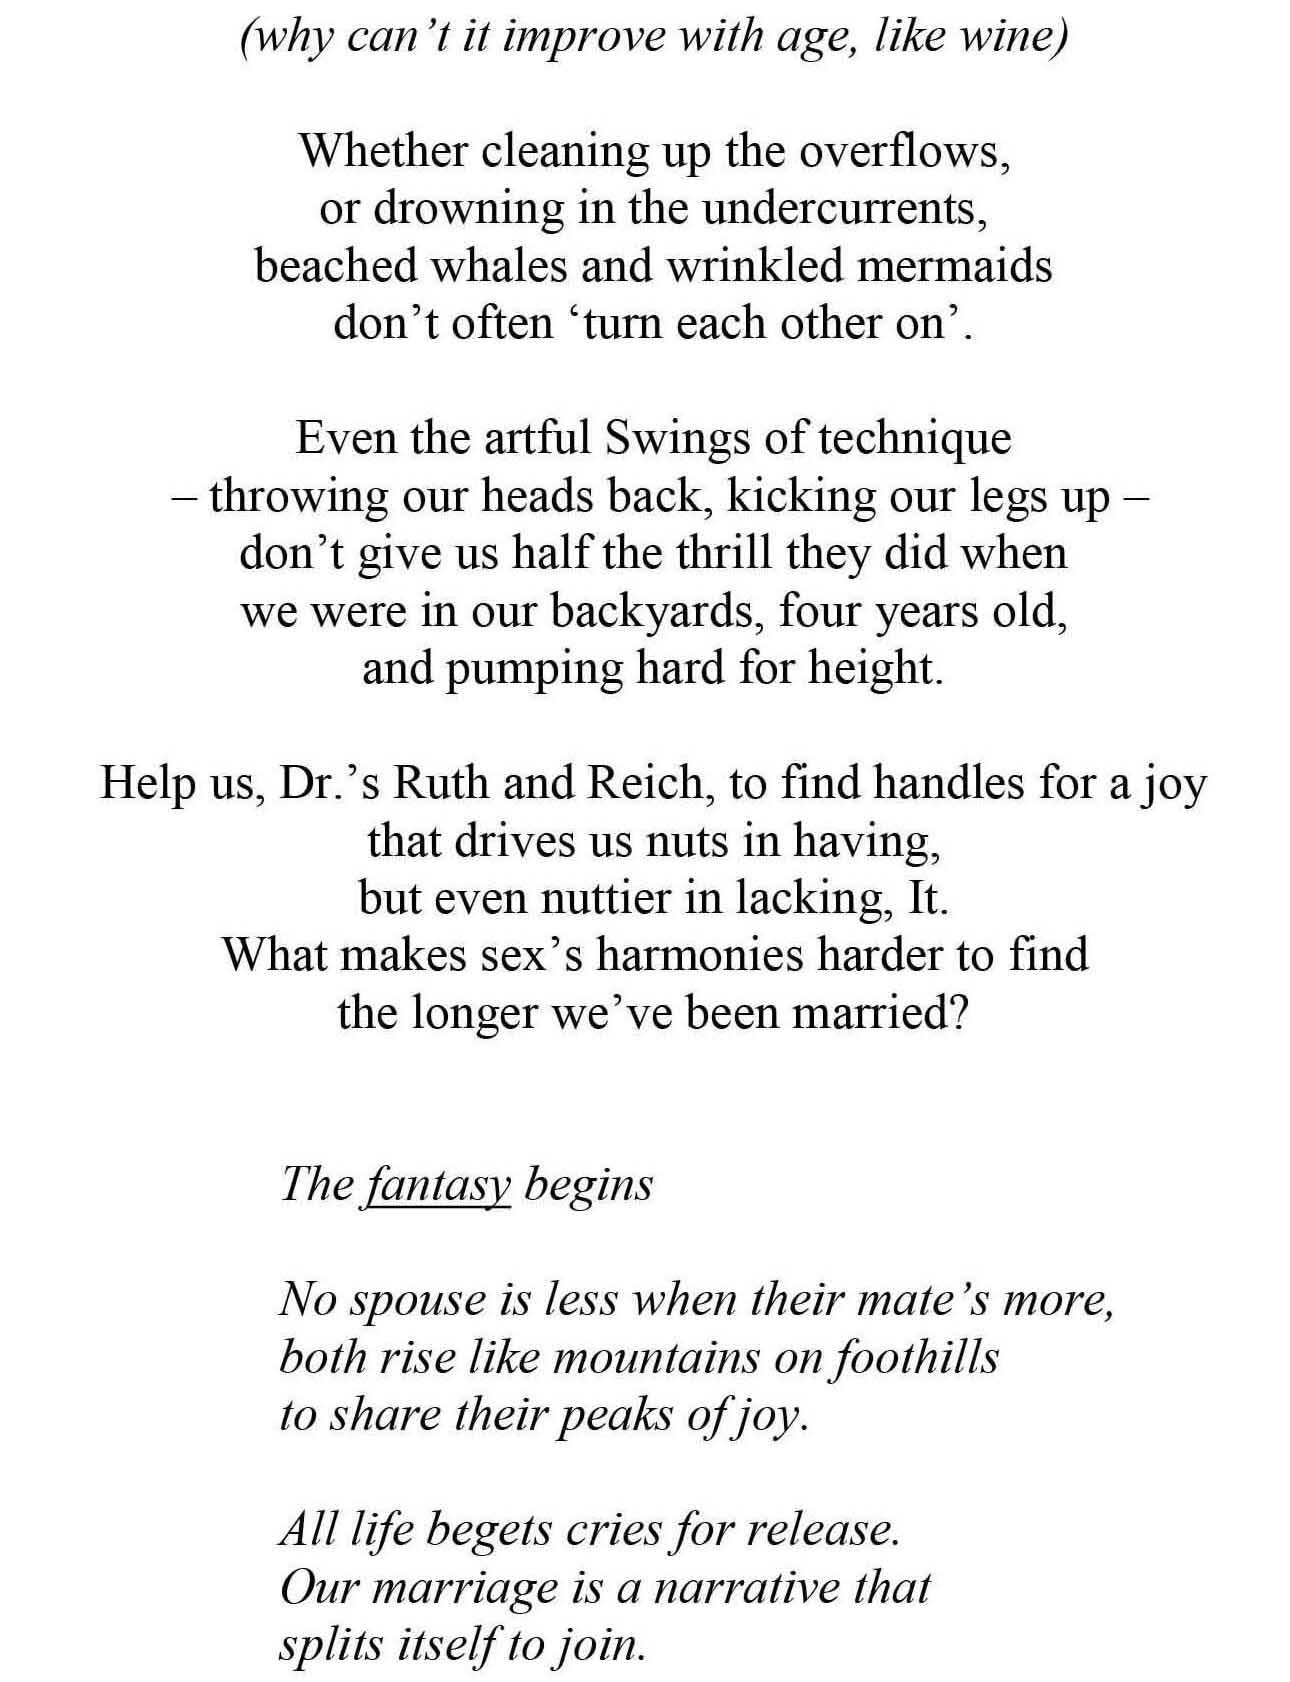 (why can’t it improve with age, like wine)
Whether cleaning up the overflows,
or drowning in the undercurrents,
beached whales and wrinkled mermaids
don’t often ‘turn each other on’.
Even the artful Swings of technique
– throwing our heads back, kicking our legs up –
don’t give us half the thrill they did when
we were in our backyards, four years old,
and pumping hard for height.
Help us, Dr.’s Ruth and Reich, to find handles for a joy
that drives us nuts in having,
but even nuttier in lacking, It.
What makes sex’s harmonies harder to find
the longer we’ve been married?
The fantasy begins
No spouse is less when their mate’s more,
both rise like mountains on foothills
to share their peaks of joy.
All life begets cries for release.
Our marriage is a narrative that
splits itself to join.